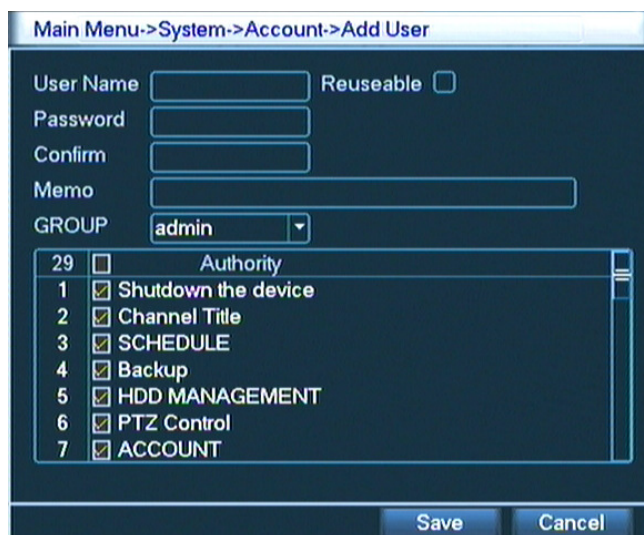 Main Menu->System->Account->Add User
User Name Reuseable
Password
Confirm
Memo
GROUP admin
29 Authority
1 Shutdown the device
2 Channel Title
3 SCHEDULE
4 Backup
5 HDD MANAGEMENT
6 PTZ Control
7 ACCOUNT
Save Cancel